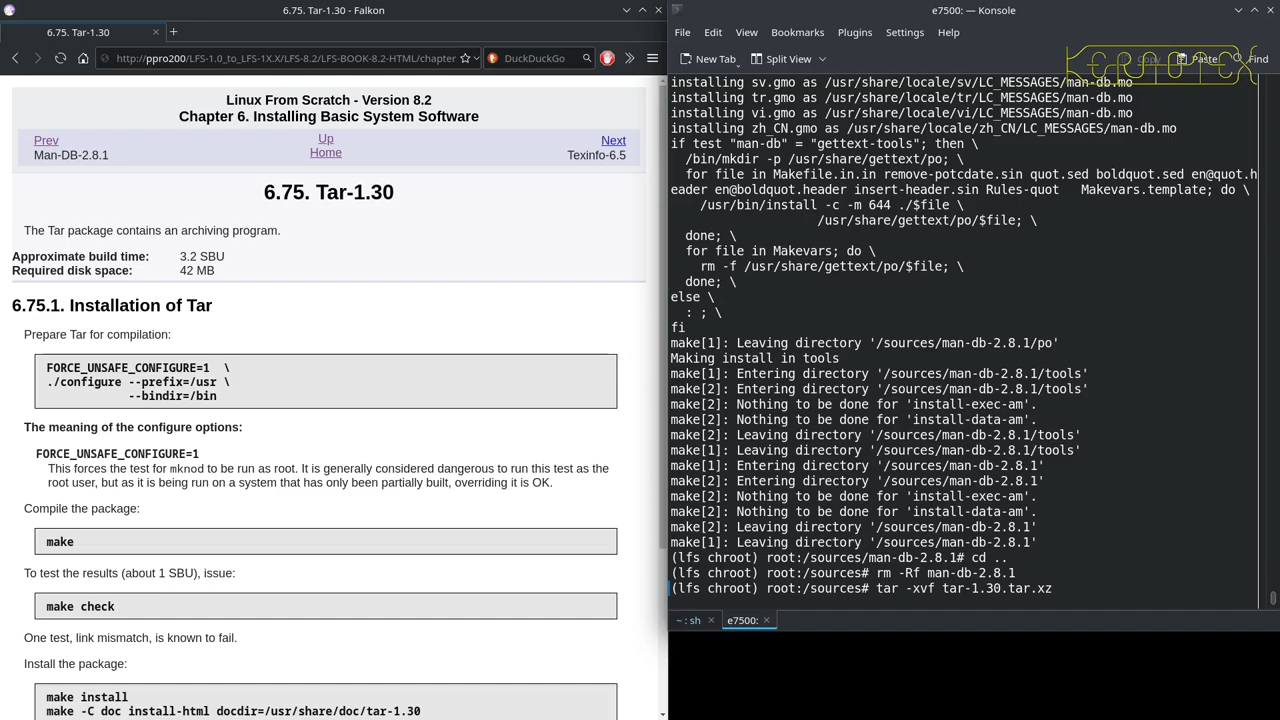 6.75. Tar-1.30 - Falkon
6.75. Tar-1.30
http://ppro200/LFS-1.0_to_LFS-1X.X/LFS-8.2/LFS-BOOK-8.2-HTML/chapter
DuckDuckGo
Linux From Scratch - Version 8.2
Chapter 6. Installing Basic System Software
Prev
Up
Next
Man-DB-2.8.1
Home
Texinfo-6.5
6.75. Tar-1.30
The Tar package contains an archiving program.
Approximate build time: 3.2 SBU
Required disk space: 42 MB
6.75.1. Installation of Tar
Prepare Tar for compilation:
FORCE_UNSAFE_CONFIGURE=1  \
./configure --prefix=/usr \
            --bindir=/bin
The meaning of the configure options:
FORCE_UNSAFE_CONFIGURE=1
This forces the test for mknod to be run as root. It is generally considered dangerous to run this test as the
root user, but as it is being run on a system that has only been partially built, overriding it is OK.
Compile the package:
make
To test the results (about 1 SBU), issue:
make check
One test, link mismatch, is known to fail.
Install the package:
make install
make -C doc install-html docdir=/usr/share/doc/tar-1.30
e7500: — Konsole
File Edit View Bookmarks Plugins Settings Help
New Tab Split View Copy Paste Find
installing sv.gmo as /usr/share/locale/sv/LC_MESSAGES/man-db.mo
installing tr.gmo as /usr/share/locale/tr/LC_MESSAGES/man-db.mo
installing vi.gmo as /usr/share/locale/vi/LC_MESSAGES/man-db.mo
installing zh_CN.gmo as /usr/share/locale/zh_CN/LC_MESSAGES/man-db.mo
if test "man-db" = "gettext-tools"; then \
  /bin/mkdir -p /usr/share/gettext/po; \
  for file in Makefile.in.in remove-potcdate.sin quot.sed boldquot.sed en@quot.h
eader en@boldquot.header insert-header.sin Rules-quot   Makevars.template; do \
    /usr/bin/install -c -m 644 ./$file \
                    /usr/share/gettext/po/$file; \
  done; \
  for file in Makevars; do \
    rm -f /usr/share/gettext/po/$file; \
  done; \
else \
  : ; \
fi
make[1]: Leaving directory '/sources/man-db-2.8.1/po'
Making install in tools
make[1]: Entering directory '/sources/man-db-2.8.1/tools'
make[2]: Entering directory '/sources/man-db-2.8.1/tools'
make[2]: Nothing to be done for 'install-exec-am'.
make[2]: Nothing to be done for 'install-data-am'.
make[2]: Leaving directory '/sources/man-db-2.8.1/tools'
make[1]: Leaving directory '/sources/man-db-2.8.1/tools'
make[1]: Entering directory '/sources/man-db-2.8.1'
make[2]: Entering directory '/sources/man-db-2.8.1'
make[2]: Nothing to be done for 'install-exec-am'.
make[2]: Nothing to be done for 'install-data-am'.
make[2]: Leaving directory '/sources/man-db-2.8.1'
make[1]: Leaving directory '/sources/man-db-2.8.1'
(lfs chroot) root:/sources/man-db-2.8.1# cd ..
(lfs chroot) root:/sources# rm -Rf man-db-2.8.1
(lfs chroot) root:/sources# tar -xvf tar-1.30.tar.xz
~ : sh
e7500: